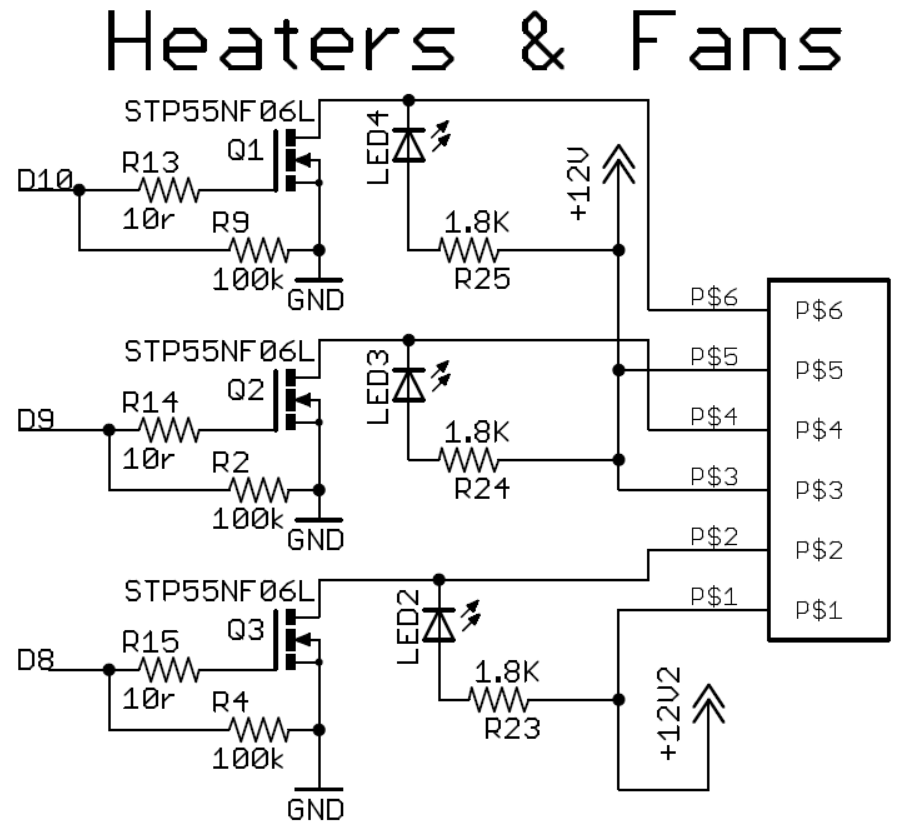 Heaters & Fans
STP55NF06L
Q1
R13
D10
10r
R9
100k
GND
LED4
1.8K
R25
+12V
P$6
P$6
STP55NF06L
Q2
R14
D9
10r
R2
100k
GND
LED3
1.8K
R24
P$5
P$5
P$4
P$4
P$3
P$3
P$2
P$2
P$1
P$1
STP55NF06L
Q3
R15
D8
10r
R4
100k
GND
LED2
1.8K
R23
+12V2